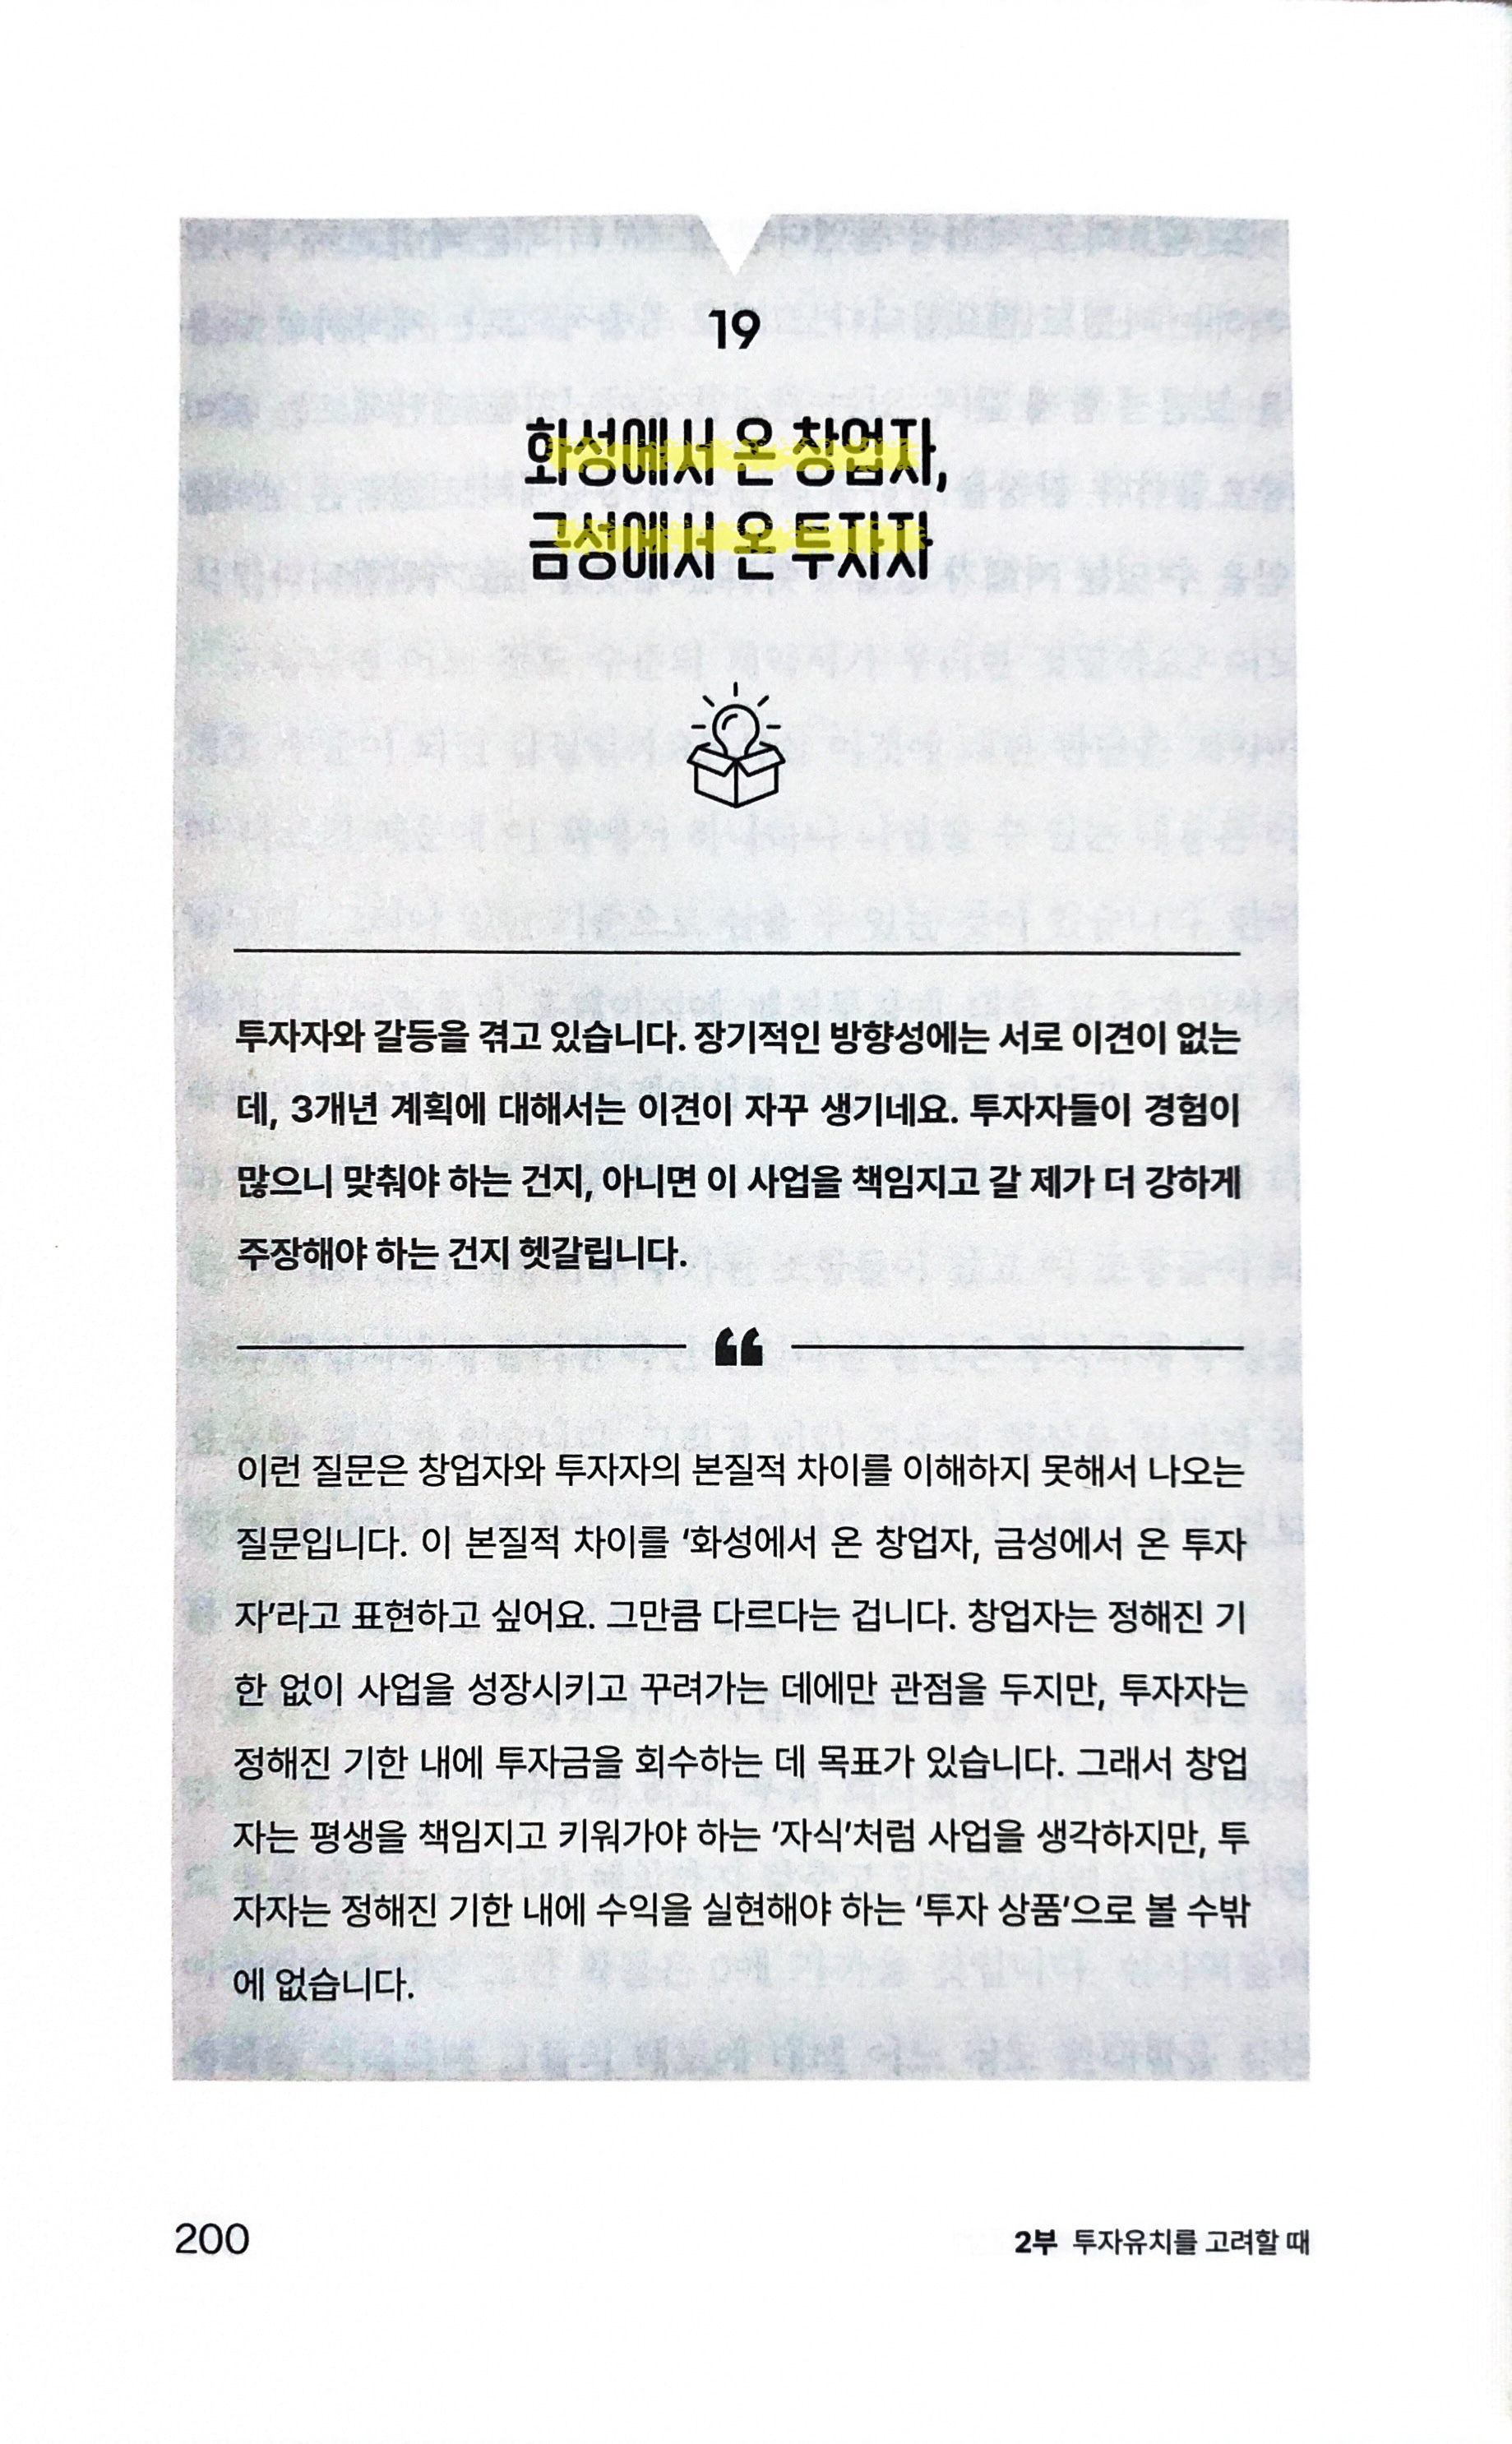 19
화성에서 온 창업자,
금성에서 온 투자자
투자자와 갈등을 겪고 있습니다. 장기적인 방향성에는 서로 이견이 없는
데, 3개년 계획에 대해서는 이견이 자꾸 생기네요. 투자자들이 경험이
많으니 맞춰야 하는 건지, 아니면 이 사업을 책임지고 갈 제가 더 강하게
주장해야 하는 건지 헷갈립니다.
“
이런 질문은 창업자와 투자자의 본질적 차이를 이해하지 못해서 나오는
질문입니다. 이 본질적 차이를 ‘화성에서 온 창업자, 금성에서 온 투자
자’라고 표현하고 싶어요. 그만큼 다르다는 겁니다. 창업자는 정해진 기
한 없이 사업을 성장시키고 꾸려가는 데에만 관점을 두지만, 투자자는
정해진 기한 내에 투자금을 회수하는 데 목표가 있습니다. 그래서 창업
자는 평생을 책임지고 키워가야 하는 ‘자식’처럼 사업을 생각하지만, 투
자자는 정해진 기한 내에 수익을 실현해야 하는 ‘투자 상품’으로 볼 수밖
에 없습니다.
200
2부 투자유치를 고려할 때